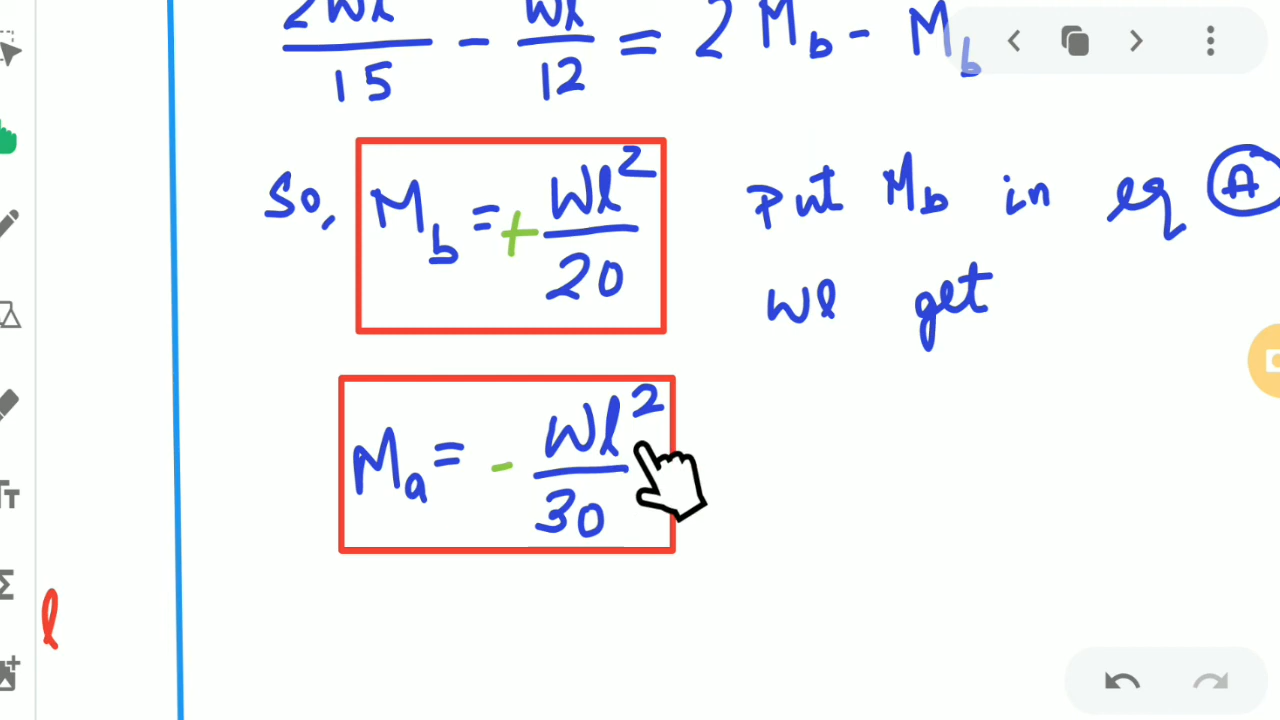 2Wl/15 - Wl/12 = 2Mb - Mb
So, Mb = + Wl²/20 put Mb in eq A
we get
Ma = - Wl²/30
l